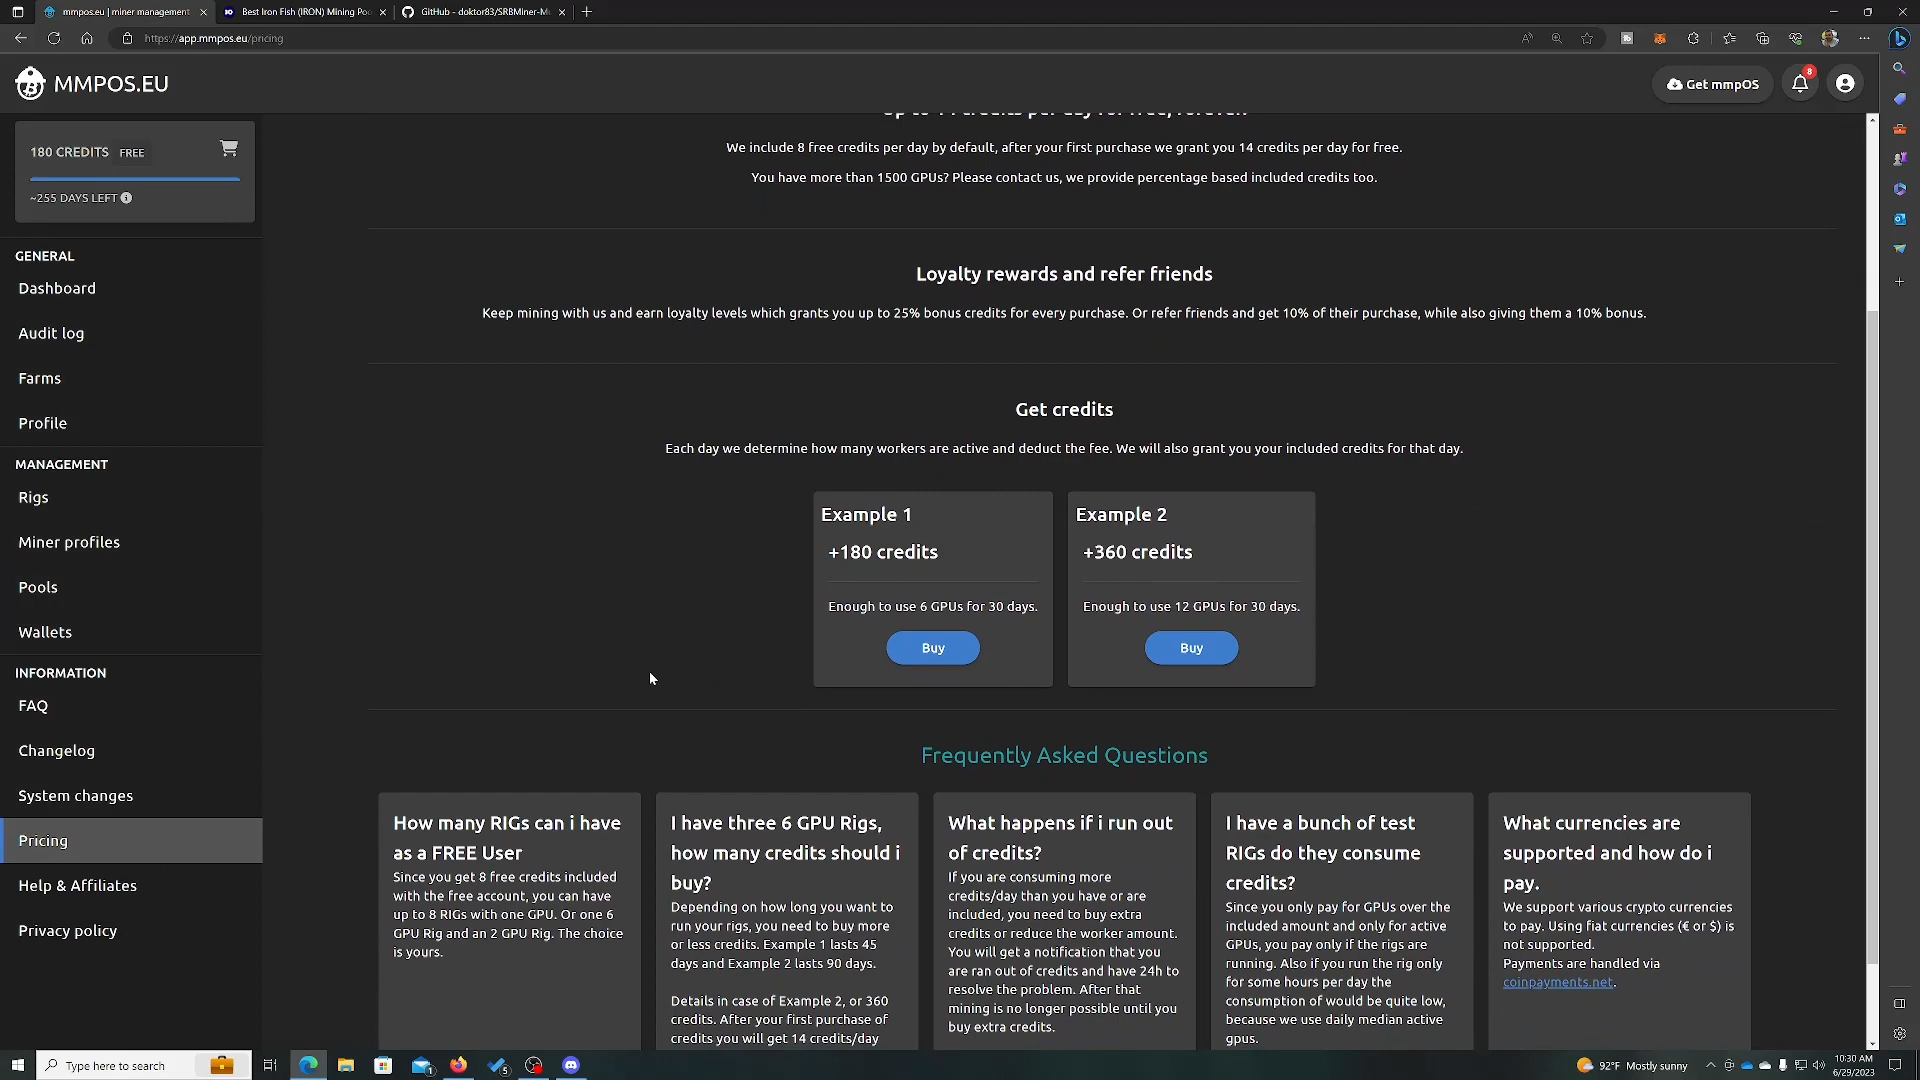 mmpos.eu | miner management
Best Iron Fish (IRON) Mining Poo
GitHub - doktor83/SRBMiner-Mu
https://app.mmpos.eu/pricing
MMPOS.EU
Get mmpOS
8
180 CREDITS FREE
~255 DAYS LEFT
GENERAL
Dashboard
Audit log
Farms
Profile
MANAGEMENT
Rigs
Miner profiles
Pools
Wallets
INFORMATION
FAQ
Changelog
System changes
Pricing
Help & Affiliates
Privacy policy
Up to 14 credits per day for free, forever!
We include 8 free credits per day by default, after your first purchase we grant you 14 credits per day for free.
You have more than 1500 GPUs? Please contact us, we provide percentage based included credits too.
Loyalty rewards and refer friends
Keep mining with us and earn loyalty levels which grants you up to 25% bonus credits for every purchase. Or refer friends and get 10% of their purchase, while also giving them a 10% bonus.
Get credits
Each day we determine how many workers are active and deduct the fee. We will also grant you your included credits for that day.
Example 1
+180 credits
Enough to use 6 GPUs for 30 days.
Buy
Example 2
+360 credits
Enough to use 12 GPUs for 30 days.
Buy
Frequently Asked Questions
How many RIGs can i have
as a FREE User
Since you get 8 free credits included
with the free account, you can have
up to 8 RIGs with one GPU. Or one 6
GPU Rig and an 2 GPU Rig. The choice
is yours.
I have three 6 GPU Rigs,
how many credits should i
buy?
Depending on how long you want to
run your rigs, you need to buy more
or less credits. Example 1 lasts 45
days and Example 2 lasts 90 days.
Details in case of Example 2, or 360
credits. After your first purchase of
credits you will get 14 credits/day
What happens if i run out
of credits?
If you are consuming more
credits/day than you have or are
included, you need to buy extra
credits or reduce the worker amount.
You will get a notification that you
are ran out of credits and have 24h to
resolve the problem. After that
mining is no longer possible until you
buy extra credits.
I have a bunch of test
RIGs do they consume
credits?
Since you only pay for GPUs over the
included amount and only for active
GPUs, you pay only if the rigs are
running. Also if you run the rig only
for some hours per day the
consumption of would be quite low,
because we use daily median active
gpus.
What currencies are
supported and how do i
pay.
We support various crypto currencies
to pay. Using fiat currencies (€ or $) is
not supported.
Payments are handled via
coinpayments.net.
Type here to search
1
5
92°F Mostly sunny
10:30 AM
6/29/2023